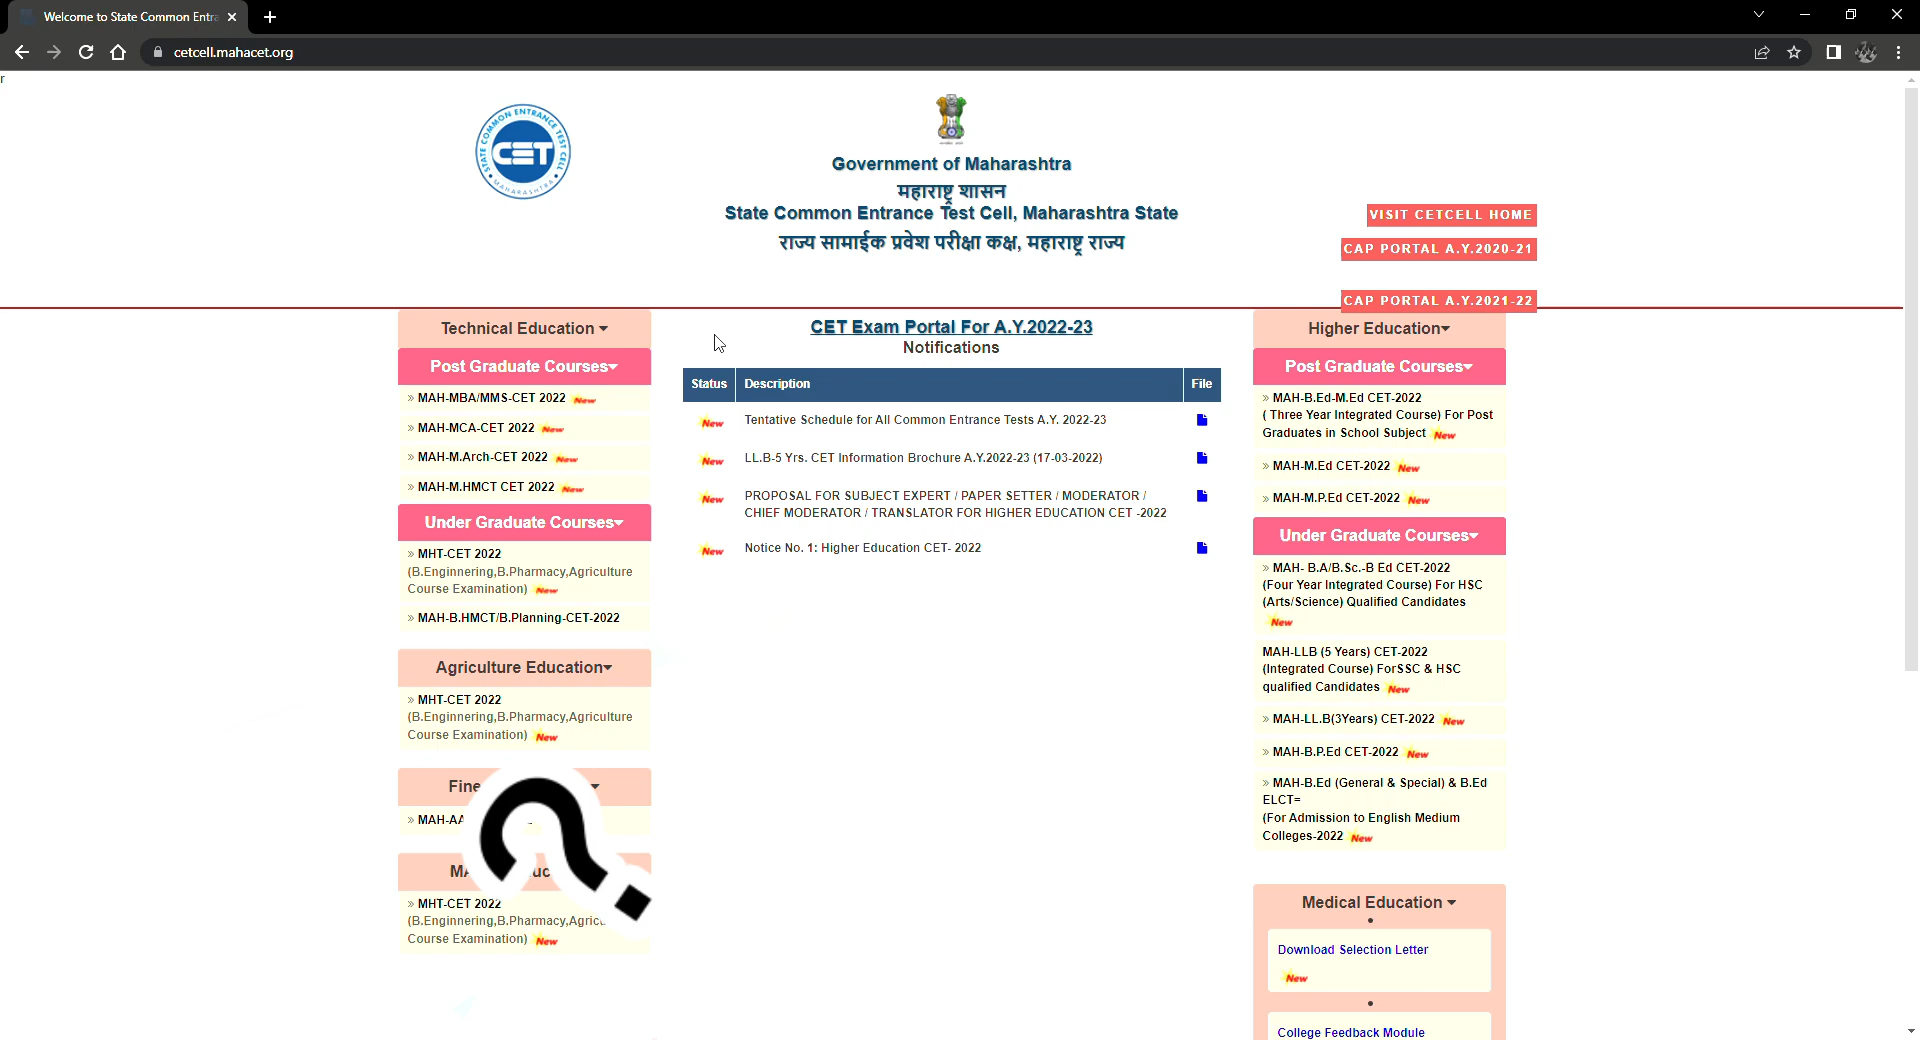 Welcome to State Common Entra
cetcell.mahacet.org
r
STATE COMMON ENTRANCE TEST CELL
CET
MAHARASHTRA
Government of Maharashtra
महाराष्ट्र शासन
State Common Entrance Test Cell, Maharashtra State
राज्य सामाईक प्रवेश परीक्षा कक्ष, महाराष्ट्र राज्य
VISIT CETCELL HOME
CAP PORTAL A.Y.2020-21
CAP PORTAL A.Y.2021-22
Technical Education
Post Graduate Courses
» MAH-MBA/MMS-CET 2022 New
» MAH-MCA-CET 2022 New
» MAH-M.Arch-CET 2022 New
» MAH-M.HMCT CET 2022 New
Under Graduate Courses
» MHT-CET 2022
(B.Enginnering,B.Pharmacy,Agriculture
Course Examination) New
» MAH-B.HMCT/B.Planning-CET-2022
Agriculture Education
» MHT-CET 2022
(B.Enginnering,B.Pharmacy,Agriculture
Course Examination) New
Fine
» MAH-AA
» MHT-CET 2022
(B.Enginnering,B.Pharmacy,Agric
Course Examination) New
CET Exam Portal For A.Y.2022-23
Notifications
Status Description File
New Tentative Schedule for All Common Entrance Tests A.Y. 2022-23
New LL.B-5 Yrs. CET Information Brochure A.Y.2022-23 (17-03-2022)
New PROPOSAL FOR SUBJECT EXPERT / PAPER SETTER / MODERATOR /
CHIEF MODERATOR / TRANSLATOR FOR HIGHER EDUCATION CET -2022
New Notice No. 1: Higher Education CET- 2022
Higher Education
Post Graduate Courses
» MAH-B.Ed-M.Ed CET-2022
( Three Year Integrated Course) For Post
Graduates in School Subject New
» MAH-M.Ed CET-2022 New
» MAH-M.P.Ed CET-2022 New
Under Graduate Courses
» MAH- B.A/B.Sc.-B Ed CET-2022
(Four Year Integrated Course) For HSC
(Arts/Science) Qualified Candidates
New
MAH-LLB (5 Years) CET-2022
(Integrated Course) ForSSC & HSC
qualified Candidates New
» MAH-LL.B(3Years) CET-2022 New
» MAH-B.P.Ed CET-2022 New
» MAH-B.Ed (General & Special) & B.Ed
ELCT=
(For Admission to English Medium
Colleges-2022 New
Medical Education
Download Selection Letter
New
College Feedback Module
?